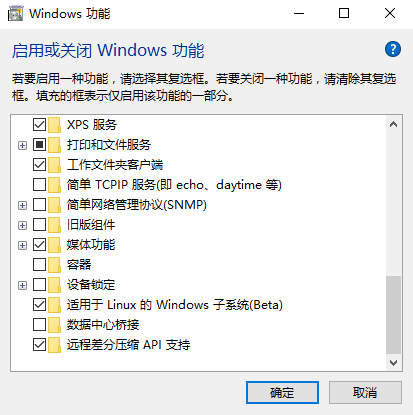 Windows 功能
启用或关闭 Windows 功能
若要启用一种功能，请选择其复选框。若要关闭一种功能，请清除其复选
框。填充的框表示仅启用该功能的一部分。
XPS 服务
打印和文件服务
工作文件夹客户端
简单 TCPIP 服务(即 echo、daytime 等)
简单网络管理协议(SNMP)
旧版组件
媒体功能
容器
设备锁定
适用于 Linux 的 Windows 子系统(Beta)
数据中心桥接
远程差分压缩 API 支持
确定
取消